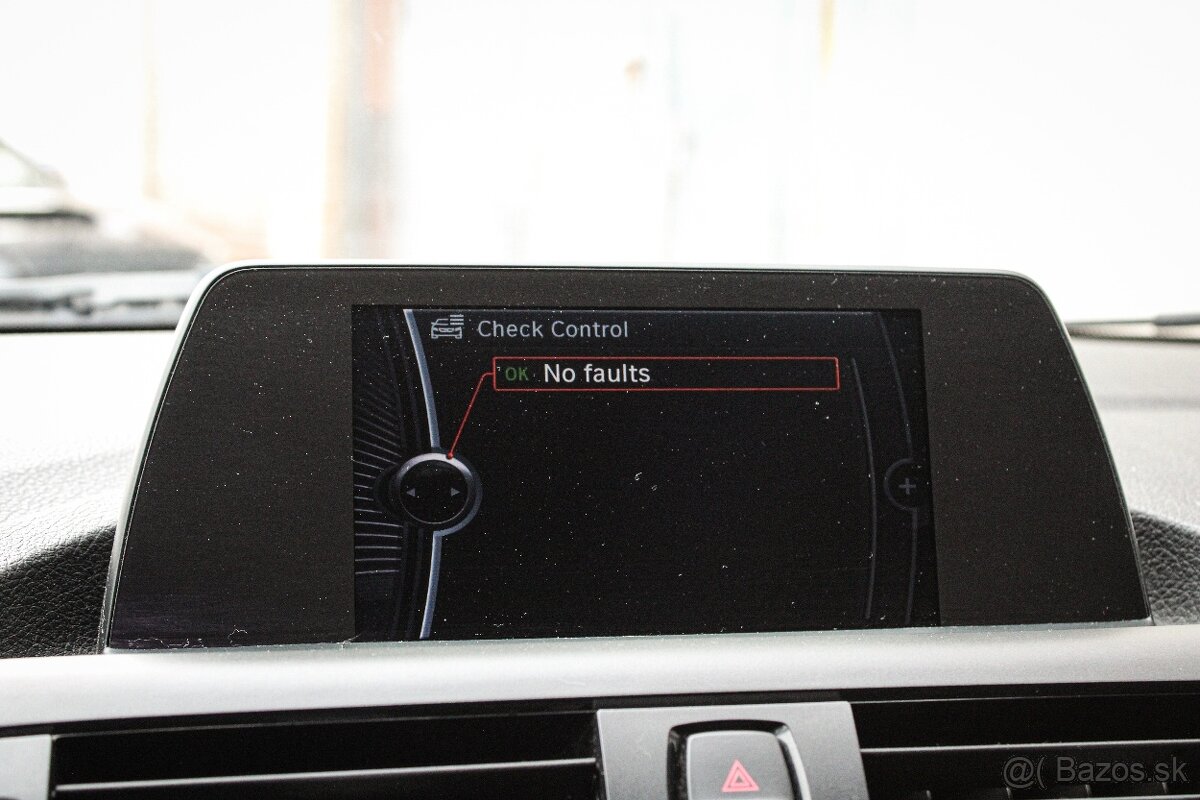 Check Control
OK No faults
@( Bazos.sk